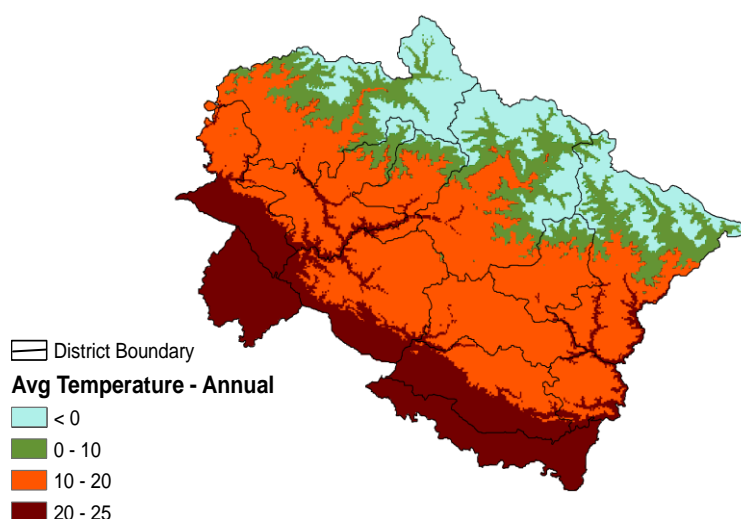 District Boundary
Avg Temperature - Annual
< 0
0 - 10
10 - 20
20 - 25